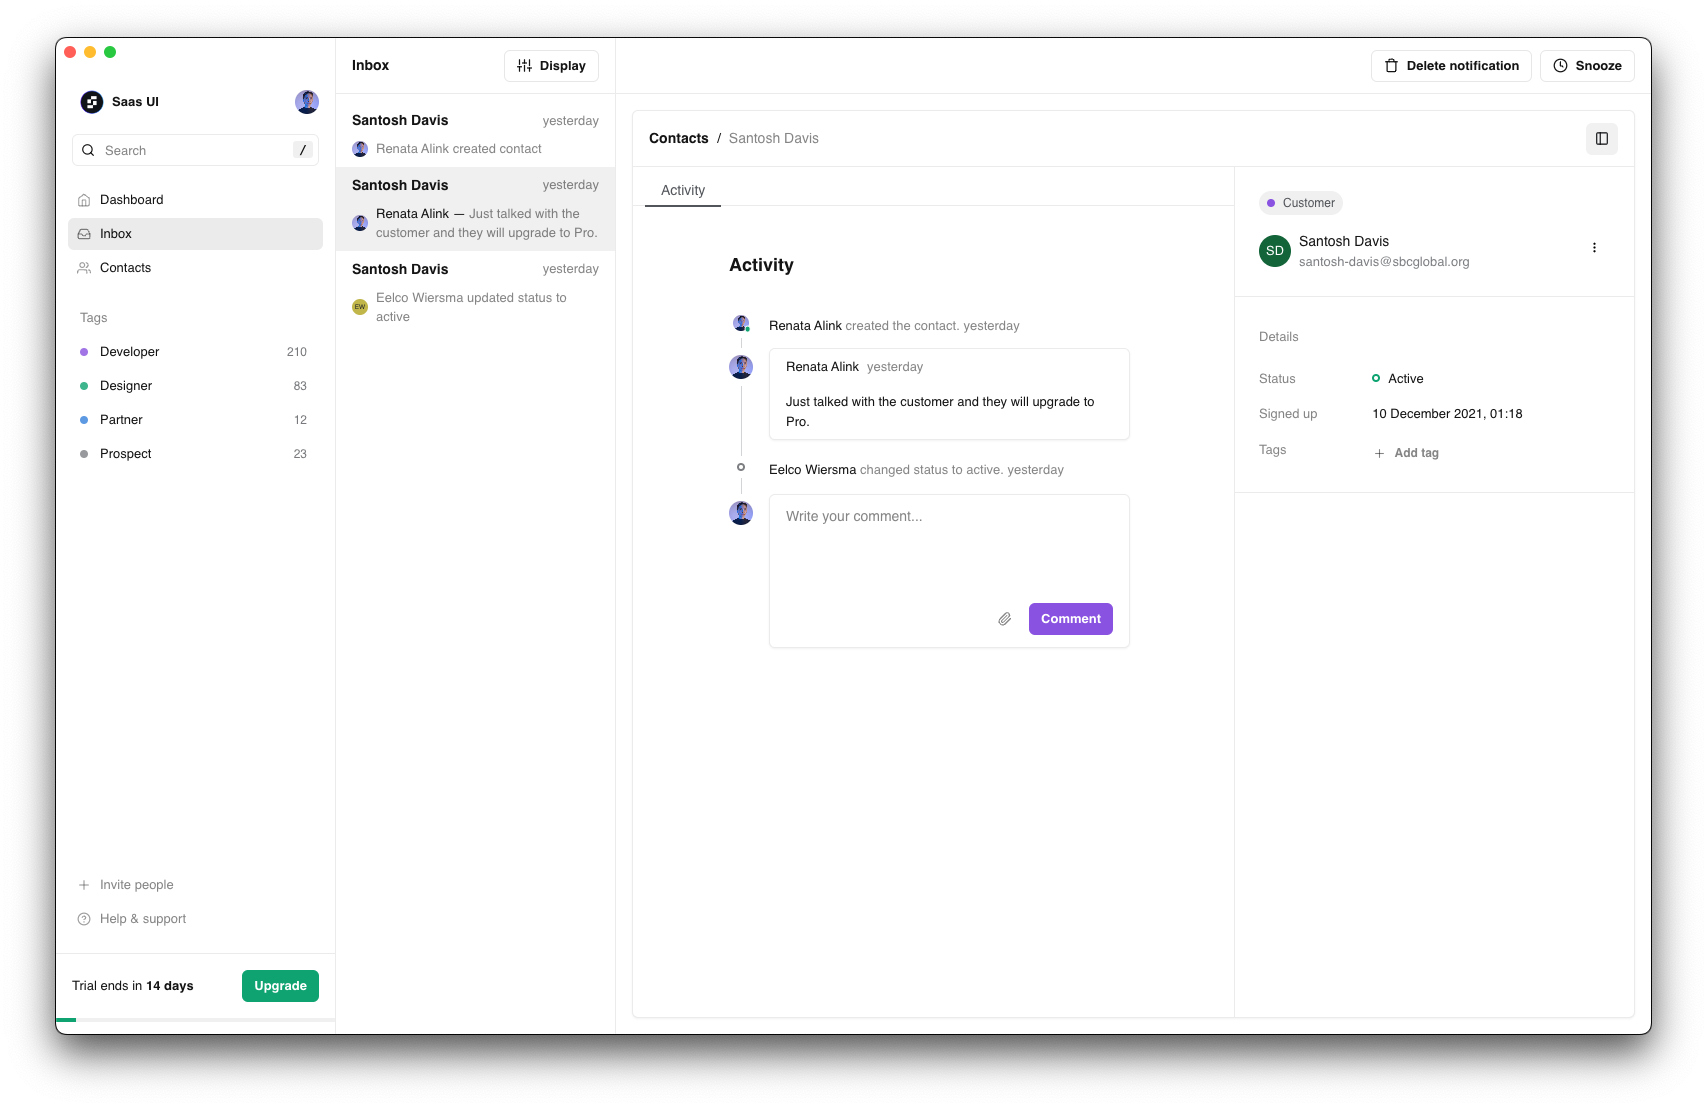 Saas UI
Search /
Dashboard
Inbox
Contacts
Tags
Developer 210
Designer 83
Partner 12
Prospect 23
Invite people
Help & support
Trial ends in 14 days
Upgrade
Inbox
Display
Santosh Davis yesterday
Renata Alink created contact
Santosh Davis yesterday
Renata Alink — Just talked with the
customer and they will upgrade to Pro.
Santosh Davis yesterday
EW
Eelco Wiersma updated status to
active
Delete notification
Snooze
Contacts / Santosh Davis
Activity
Activity
Renata Alink created the contact. yesterday
Renata Alink yesterday
Just talked with the customer and they will upgrade to
Pro.
Eelco Wiersma changed status to active. yesterday
Write your comment...
Comment
Customer
SD
Santosh Davis
santosh-davis@sbcglobal.org
Details
Status Active
Signed up 10 December 2021, 01:18
Tags Add tag